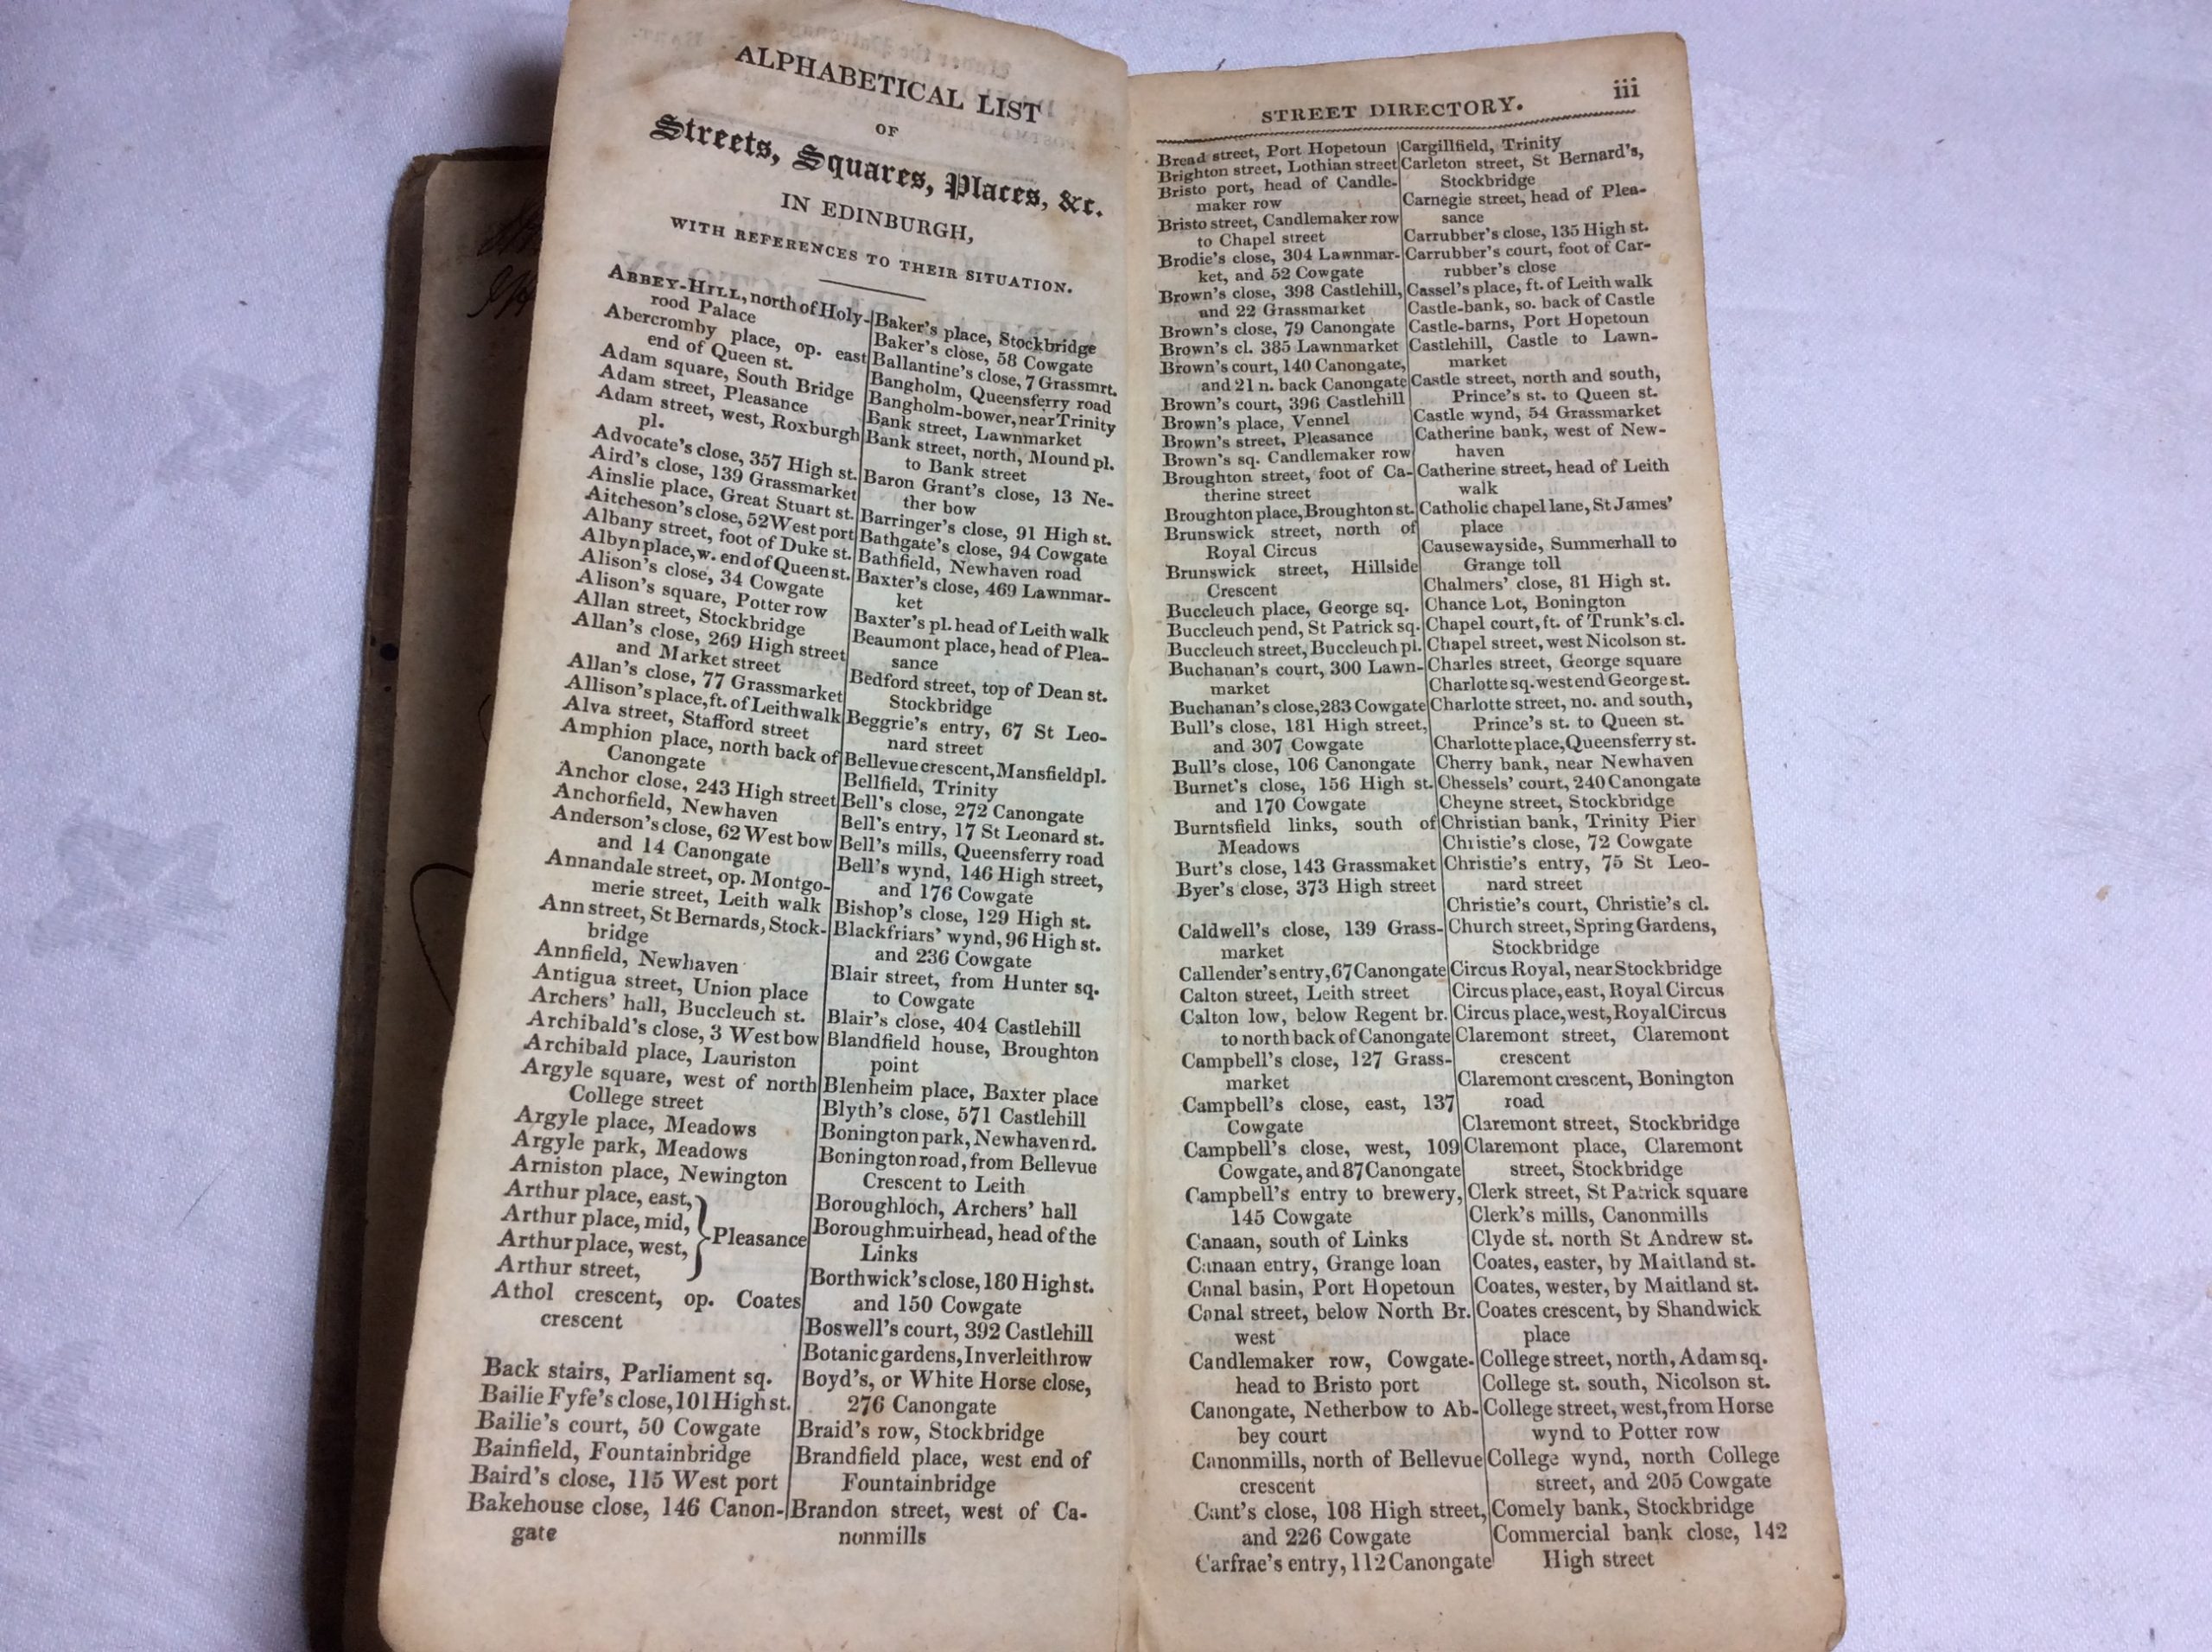 ALPHABETICAL LIST
OF
Streets, Squares, Places, &c.
IN EDINBURGH,
WITH REFERENCES TO THEIR SITUATION.
ABBEY-HILL, north of Holy-
rood Palace
Abercromby place, op. east
end of Queen st.
Adam square, South Bridge
Adam street, Pleasance
Adam street, west, Roxburgh
pl.
Advocate's close, 357 High st.
Aird's close, 139 Grassmarket
Ainslie place, Great Stuart st.
Aitcheson's close, 52 West port
Albany street, foot of Duke st.
Albyn place, w. end of Queen st.
Alison's close, 34 Cowgate
Alison's square, Potter row
Allan street, Stockbridge
Allan's close, 269 High street
and Market street
Allan's close, 77 Grassmarket
Allison's place, ft. of Leith walk
Alva street, Stafford street
Amphion place, north back of
Canongate
Anchor close, 243 High street
Anchorfield, Newhaven
Anderson's close, 62 West bow
and 14 Canongate
Annandale street, op. Montgo-
merie street, Leith walk
Ann street, St Bernards, Stock-
bridge
Annfield, Newhaven
Antigua street, Union place
Archers' hall, Buccleuch st.
Archibald's close, 3 West bow
Archibald place, Lauriston
Argyle square, west of north
College street
Argyle place, Meadows
Argyle park, Meadows
Arniston place, Newington
Arthur place, east,
Arthur place, mid,
Arthur place, west, } Pleasance
Arthur street,
Athol crescent, op. Coates
crescent
Back stairs, Parliament sq.
Bailie Fyfe's close, 101 High st.
Bailie's court, 50 Cowgate
Bainfield, Fountainbridge
Baird's close, 115 West port
Bakehouse close, 146 Canon-
gate
Baker's place, Stockbridge
Baker's close, 58 Cowgate
Ballantine's close, 7 Grassmrt.
Bangholm, Queensferry road
Bangholm-bower, near Trinity
Bank street, Lawnmarket
Bank street, north, Mound pl.
to Bank street
Baron Grant's close, 13 Ne-
ther bow
Barringer's close, 91 High st.
Bathgate's close, 94 Cowgate
Bathfield, Newhaven road
Baxter's close, 469 Lawnmar-
ket
Baxter's pl. head of Leith walk
Beaumont place, head of Plea-
sance
Bedford street, top of Dean st.
Stockbridge
Beggrie's entry, 67 St Leo-
nard street
Bellevue crescent, Mansfield pl.
Bellfield, Trinity
Bell's close, 272 Canongate
Bell's entry, 17 St Leonard st.
Bell's mills, Queensferry road
Bell's wynd, 146 High street,
and 176 Cowgate
Bishop's close, 129 High st.
Blackfriars' wynd, 96 High st.
and 236 Cowgate
Blair street, from Hunter sq.
to Cowgate
Blair's close, 404 Castlehill
Blandfield house, Broughton
point
Blenheim place, Baxter place
Blyth's close, 571 Castlehill
Bonington park, Newhaven rd.
Bonington road, from Bellevue
Crescent to Leith
Boroughloch, Archers' hall
Boroughmuirhead, head of the
Links
Borthwick's close, 180 High st.
and 150 Cowgate
Boswell's court, 392 Castlehill
Botanic gardens, Inverleith row
Boyd's, or White Horse close,
276 Canongate
Braid's row, Stockbridge
Brandfield place, west end of
Fountainbridge
Brandon street, west of Ca-
nonmills
STREET DIRECTORY. iii
Bread street, Port Hopetoun
Brighton street, Lothian street
Bristo port, head of Candle-
maker row
Bristo street, Candlemaker row
to Chapel street
Brodie's close, 304 Lawnmar-
ket, and 52 Cowgate
Brown's close, 398 Castlehill,
and 22 Grassmarket
Brown's close, 79 Canongate
Brown's cl. 385 Lawnmarket
Brown's court, 140 Canongate,
and 21 n. back Canongate
Brown's court, 396 Castlehill
Brown's place, Vennel
Brown's street, Pleasance
Brown's sq. Candlemaker row
Broughton street, foot of Ca-
therine street
Broughton place, Broughton st.
Brunswick street, north of
Royal Circus
Brunswick street, Hillside
Crescent
Buccleuch place, George sq.
Buccleuch pend, St Patrick sq.
Buccleuch street, Buccleuch pl.
Buchanan's court, 300 Lawn-
market
Buchanan's close, 283 Cowgate
Bull's close, 181 High street,
and 307 Cowgate
Bull's close, 106 Canongate
Burnet's close, 156 High st.
and 170 Cowgate
Burntsfield links, south of
Meadows
Burt's close, 143 Grassmaket
Byer's close, 373 High street
Caldwell's close, 139 Grass-
market
Callender's entry, 67 Canongate
Calton street, Leith street
Calton low, below Regent br.
to north back of Canongate
Campbell's close, 127 Grass-
market
Campbell's close, east, 137
Cowgate
Campbell's close, west, 109
Cowgate, and 87 Canongate
Campbell's entry to brewery,
145 Cowgate
Canaan, south of Links
Canaan entry, Grange loan
Canal basin, Port Hopetoun
Canal street, below North Br.
west
Candlemaker row, Cowgate-
head to Bristo port
Canongate, Netherbow to Ab-
bey court
Canonmills, north of Bellevue
crescent
Cant's close, 108 High street,
and 226 Cowgate
Carfrae's entry, 112 Canongate
Cargillfield, Trinity
Carleton street, St Bernard's,
Stockbridge
Carnegie street, head of Plea-
sance
Carrubber's close, 135 High st.
Carrubber's court, foot of Car-
rubber's close
Cassel's place, ft. of Leith walk
Castle-bank, so. back of Castle
Castle-barns, Port Hopetoun
Castlehill, Castle to Lawn-
market
Castle street, north and south,
Prince's st. to Queen st.
Castle wynd, 54 Grassmarket
Catherine bank, west of New-
haven
Catherine street, head of Leith
walk
Catholic chapel lane, St James'
place
Causewayside, Summerhall to
Grange toll
Chalmers' close, 81 High st.
Chance Lot, Bonington
Chapel court, ft. of Trunk's cl.
Chapel street, west Nicolson st.
Charles street, George square
Charlotte sq. west end George st.
Charlotte street, no. and south,
Prince's st. to Queen st.
Charlotte place, Queensferry st.
Cherry bank, near Newhaven
Chessels' court, 240 Canongate
Cheyne street, Stockbridge
Christian bank, Trinity Pier
Christie's close, 72 Cowgate
Christie's entry, 75 St Leo-
nard street
Christie's court, Christie's cl.
Church street, Spring Gardens,
Stockbridge
Circus Royal, near Stockbridge
Circus place, east, Royal Circus
Circus place, west, Royal Circus
Claremont street, Claremont
crescent
Claremont crescent, Bonington
road
Claremont street, Stockbridge
Claremont place, Claremont
street, Stockbridge
Clerk street, St Patrick square
Clerk's mills, Canonmills
Clyde st. north St Andrew st.
Coates, easter, by Maitland st.
Coates, wester, by Maitland st.
Coates crescent, by Shandwick
place
College street, north, Adam sq.
College st. south, Nicolson st.
College street, west, from Horse
wynd to Potter row
College wynd, north College
street, and 205 Cowgate
Comely bank, Stockbridge
Commercial bank close, 142
High street